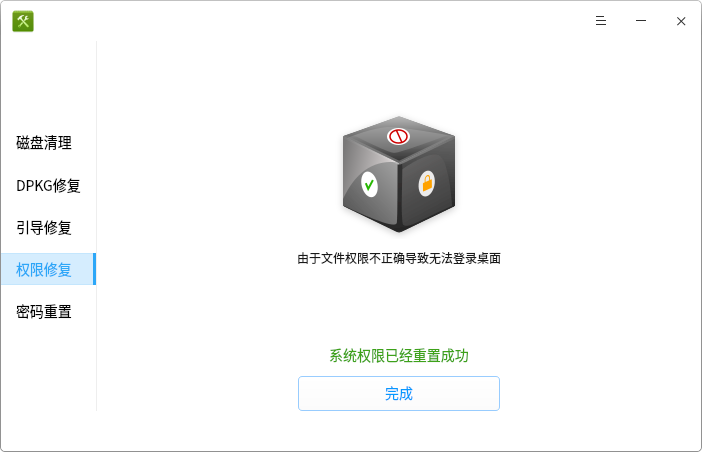 磁盘清理
DPKG修复
引导修复
权限修复
密码重置
由于文件权限不正确导致无法登录桌面
系统权限已经重置成功
完成